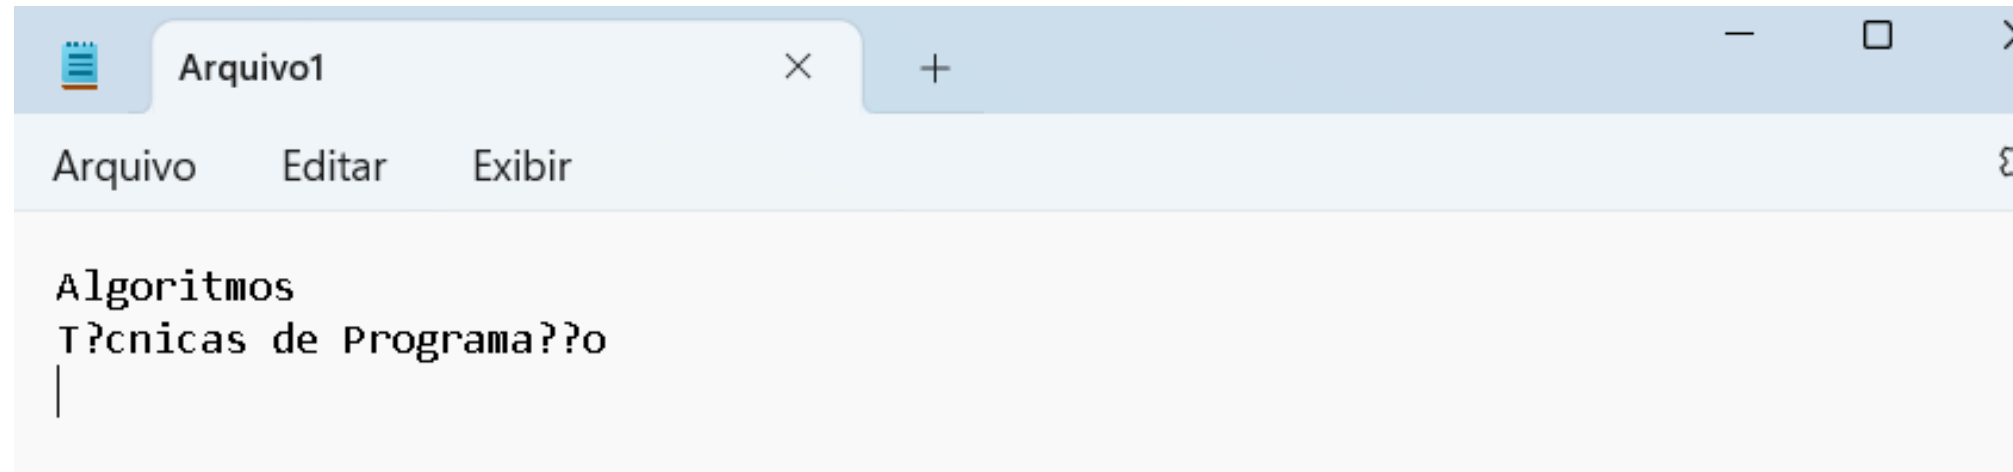 Arquivo1
Arquivo Editar Exibir
Algoritmos
T?cnicas de Programa??o